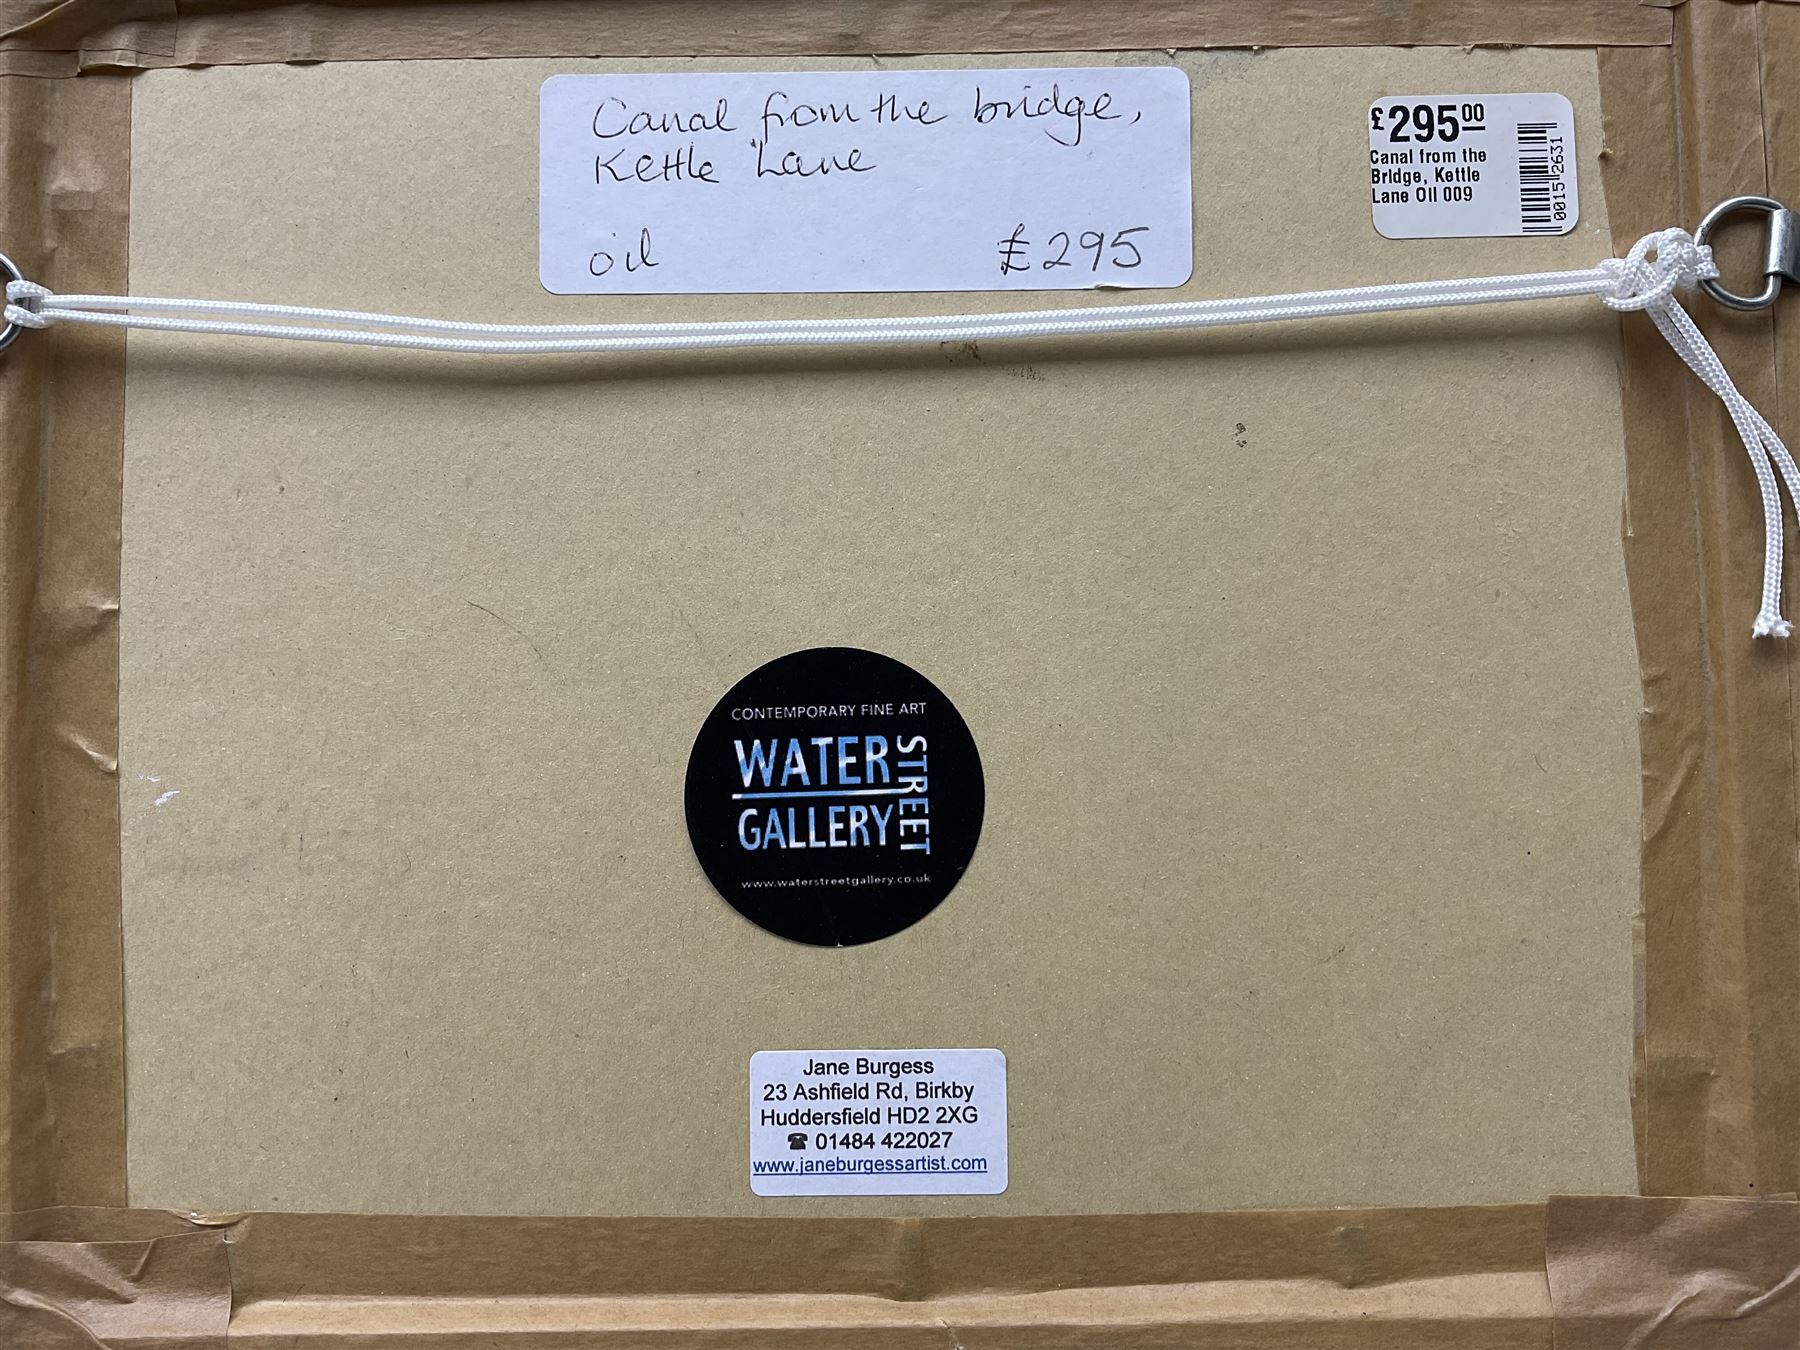 Canal from the bridge,
Kettle Lane
oil £295
£295.00
Canal from the
Bridge, Kettle
Lane Oil 009
0015 2631
CONTEMPORARY FINE ART
WATER STREET
GALLERY
www.waterstreetgallery.co.uk
Jane Burgess
23 Ashfield Rd, Birkby
Huddersfield HD2 2XG
☎ 01484 422027
www.janeburgessartist.com